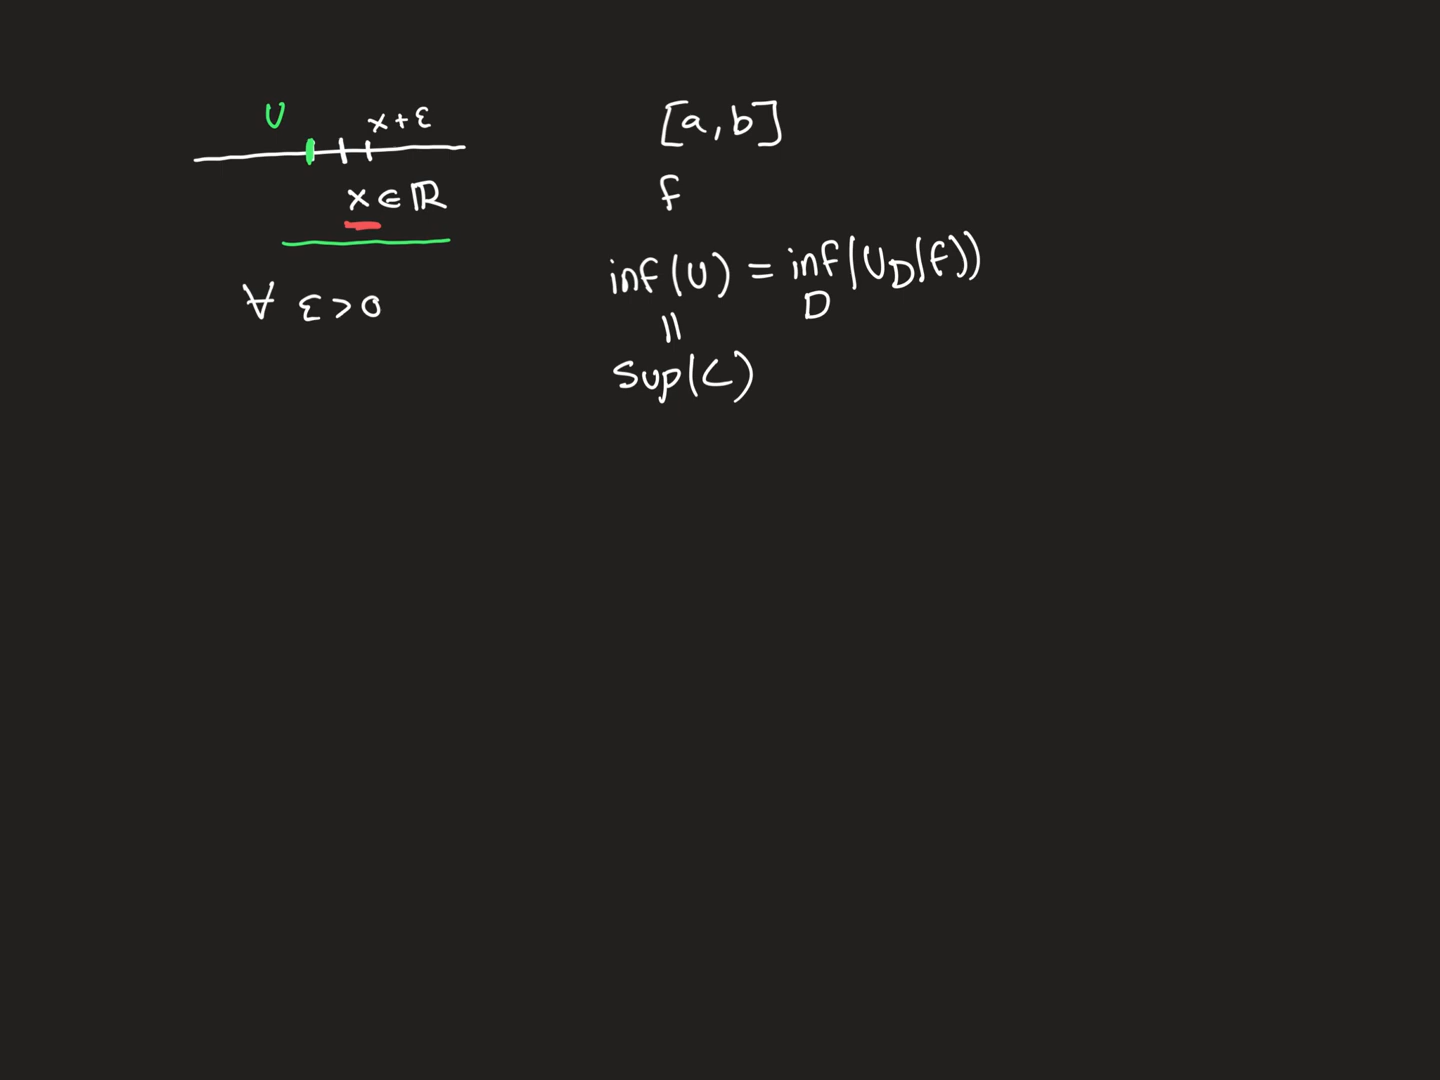 U
x + ε
x ∈ ℝ
∀ ε > 0
[a, b]
f
inf (U) = inf (U_D(f))
D
||
Sup(L)